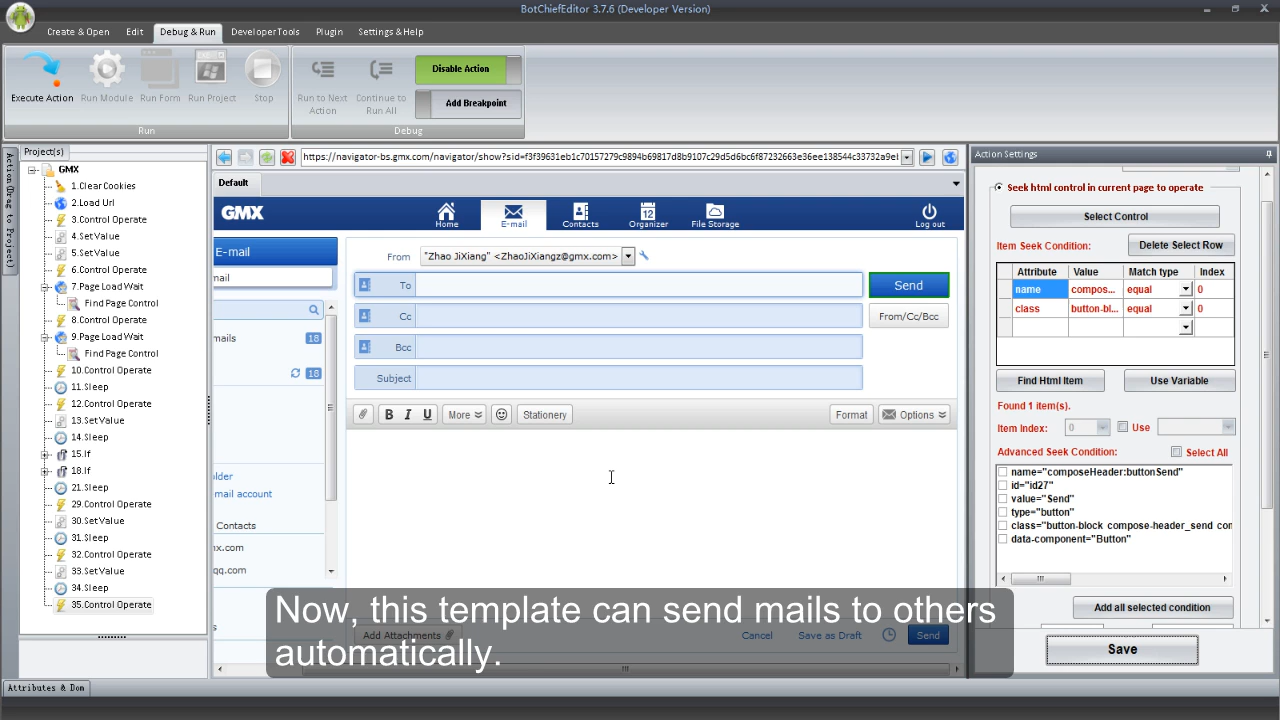 BotChiefEditor 3.7.6 (Developer Version)
Create & Open Edit Debug & Run DeveloperTools Plugin Settings & Help
Execute Action Run Module Run Form Run Project Stop
Run to Next Action Continue to Run All
Disable Action
Add Breakpoint
Run Debug
Action(Drag to Project)
Project(s)
GMX
1.ClearCookies
2.Load Url
3.Control Operate
4.SetValue
5.SetValue
6.Control Operate
7.Page Load Wait
Find Page Control
8.Control Operate
9.Page Load Wait
Find Page Control
10.Control Operate
11.Sleep
12.Control Operate
13.SetValue
14.Sleep
15.If
18.If
21.Sleep
29.Control Operate
30.SetValue
31.Sleep
32.Control Operate
33.SetValue
34.Sleep
35.Control Operate
Attributes & Dom
https://navigator-bs.gmx.com/navigator/show?sid=f3f39631eb1c70157279c9894b69817d8b9107c29d5d6bc6f87232663e36ee138544c33732a9el
Default
GMX Home E-mail Contacts Organizer File Storage Log out
E-mail
mail
mails 18
18
older
mail account
Contacts
nx.com
qq.com
From "Zhao JiXiang" <ZhaoJiXiangz@gmx.com>
To Send
Cc From/Cc/Bcc
Bcc
Subject
B I U More Stationery Format Options
Add Attachments Cancel Save as Draft Send
Now, this template can send mails to others
automatically.
Action Settings
Seek html control in current page to operate
Select Control
Item Seek Condition: Delete Select Row
Attribute Value Match type Index
name compos... equal 0
class button-bl... equal 0
Find Html Item Use Variable
Found 1 item(s).
Item Index: 0 Use
Advanced Seek Condition: Select All
name="composeHeader:buttonSend"
id="id27"
value="Send"
type="button"
class="button-block compose-header_send con
data-component="Button"
Add all selected condition
Save